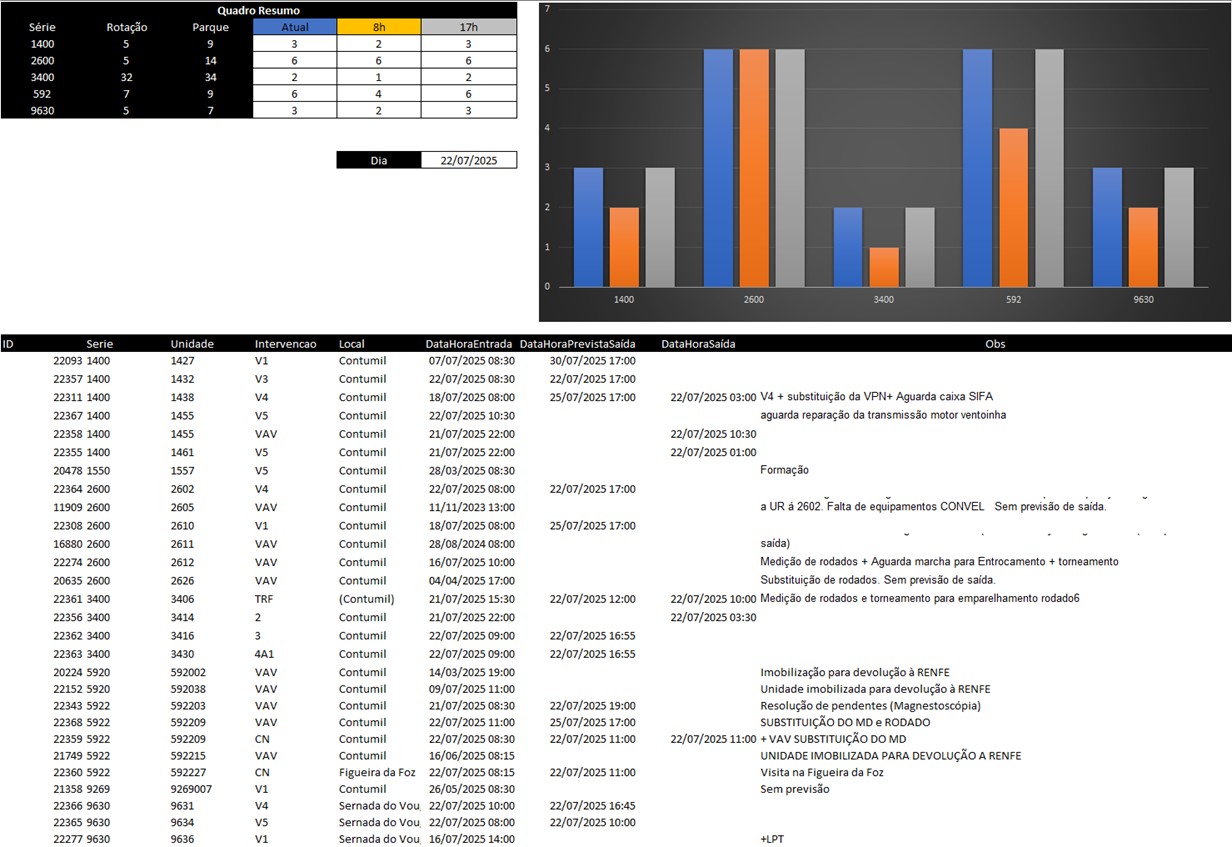 Quadro Resumo
Série Rotação Parque Atual 8h 17h
1400 5 9 3 2 3
2600 5 14 6 6 6
3400 32 34 2 1 2
592 7 9 6 4 6
9630 5 7 3 2 3
Dia 22/07/2025
7
6
5
4
3
2
1
0
1400 2600 3400 592 9630
ID Serie Unidade Intervencao Local DataHoraEntrada DataHoraPrevistaSaída DataHoraSaída Obs
22093 1400 1427 V1 Contumil 07/07/2025 08:30 30/07/2025 17:00
22357 1400 1432 V3 Contumil 22/07/2025 08:30 22/07/2025 17:00
22311 1400 1438 V4 Contumil 18/07/2025 08:00 25/07/2025 17:00 22/07/2025 03:00 V4 + substituição da VPN+ Aguarda caixa SIFA
22367 1400 1455 V5 Contumil 22/07/2025 10:30 aguarda reparação da transmissão motor ventoinha
22358 1400 1455 VAV Contumil 21/07/2025 22:00 22/07/2025 10:30
22355 1400 1461 V5 Contumil 21/07/2025 22:00 22/07/2025 01:00
20478 1550 1557 V5 Contumil 28/03/2025 08:30 Formação
22364 2600 2602 V4 Contumil 22/07/2025 08:00 22/07/2025 17:00
11909 2600 2605 VAV Contumil 11/11/2023 13:00 a UR á 2602. Falta de equipamentos CONVEL Sem previsão de saída.
22308 2600 2610 V1 Contumil 18/07/2025 08:00 25/07/2025 17:00
16880 2600 2611 VAV Contumil 28/08/2024 08:00 saída)
22274 2600 2612 VAV Contumil 16/07/2025 10:00 Medição de rodados + Aguarda marcha para Entrocamento + torneamento
20635 2600 2626 VAV Contumil 04/04/2025 17:00 Substituição de rodados. Sem previsão de saída.
22361 3400 3406 TRF (Contumil) 21/07/2025 15:30 22/07/2025 12:00 22/07/2025 10:00 Medição de rodados e torneamento para emparelhamento rodado6
22356 3400 3414 2 Contumil 21/07/2025 22:00 22/07/2025 03:30
22362 3400 3416 3 Contumil 22/07/2025 09:00 22/07/2025 16:55
22363 3400 3430 4A1 Contumil 22/07/2025 09:00 22/07/2025 16:55
20224 5920 592002 VAV Contumil 14/03/2025 19:00 Imobilização para devolução à RENFE
22152 5920 592038 VAV Contumil 09/07/2025 11:00 Unidade imobilizada para devolução à RENFE
22343 5922 592203 VAV Contumil 21/07/2025 08:30 22/07/2025 19:00 Resolução de pendentes (Magnestoscópia)
22368 5922 592209 VAV Contumil 22/07/2025 11:00 25/07/2025 17:00 SUBSTITUIÇÃO DO MD e RODADO
22359 5922 592209 CN Contumil 22/07/2025 08:30 22/07/2025 11:00 22/07/2025 11:00 + VAV SUBSTITUIÇÃO DO MD
21749 5922 592215 VAV Contumil 16/06/2025 08:15 UNIDADE IMOBILIZADA PARA DEVOLUÇÃO A RENFE
22360 5922 592227 CN Figueira da Foz 22/07/2025 08:15 22/07/2025 11:00 Visita na Figueira da Foz
21358 9269 9269007 V1 Contumil 26/05/2025 08:30 Sem previsão
22366 9630 9631 V4 Sernada do Vou 22/07/2025 10:00 22/07/2025 16:45
22365 9630 9634 V5 Sernada do Vou 22/07/2025 08:00 22/07/2025 10:00
22277 9630 9636 V1 Sernada do Vou 16/07/2025 14:00 +LPT